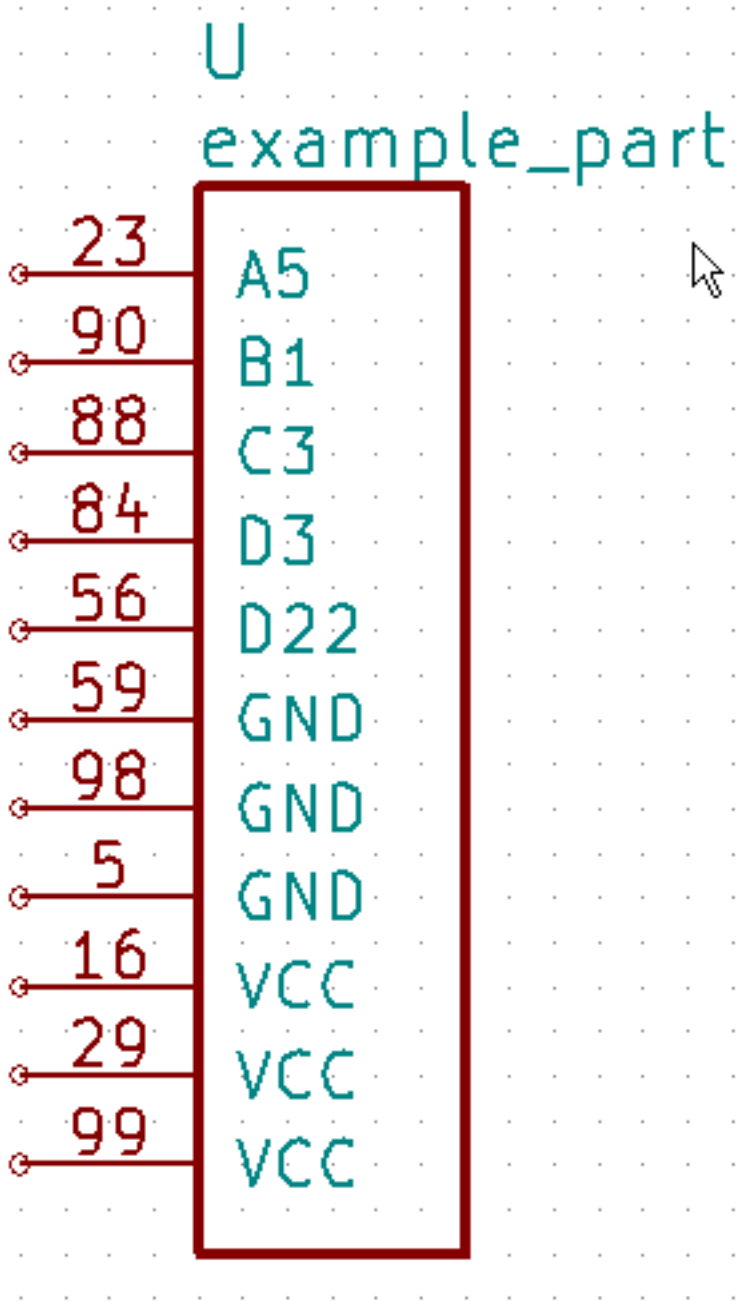 U
example_part
23 A5
90 B1
88 C3
84 D3
56 D22
59 GND
98 GND
5 GND
16 VCC
29 VCC
99 VCC